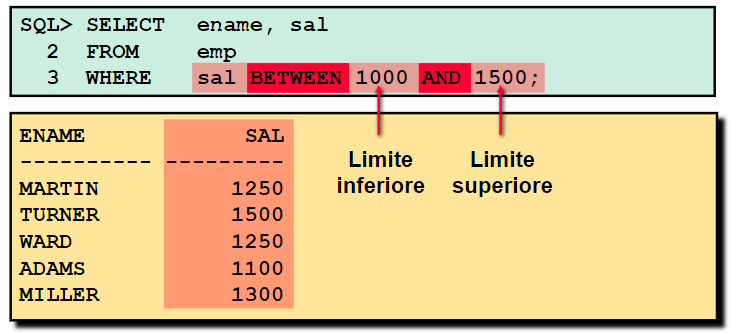 SQL> SELECT ename, sal
2 FROM emp
3 WHERE sal BETWEEN 1000 AND 1500;
Limite inferiore
Limite superiore
ENAME SAL
---------- ---------
MARTIN 1250
TURNER 1500
WARD 1250
ADAMS 1100
MILLER 1300